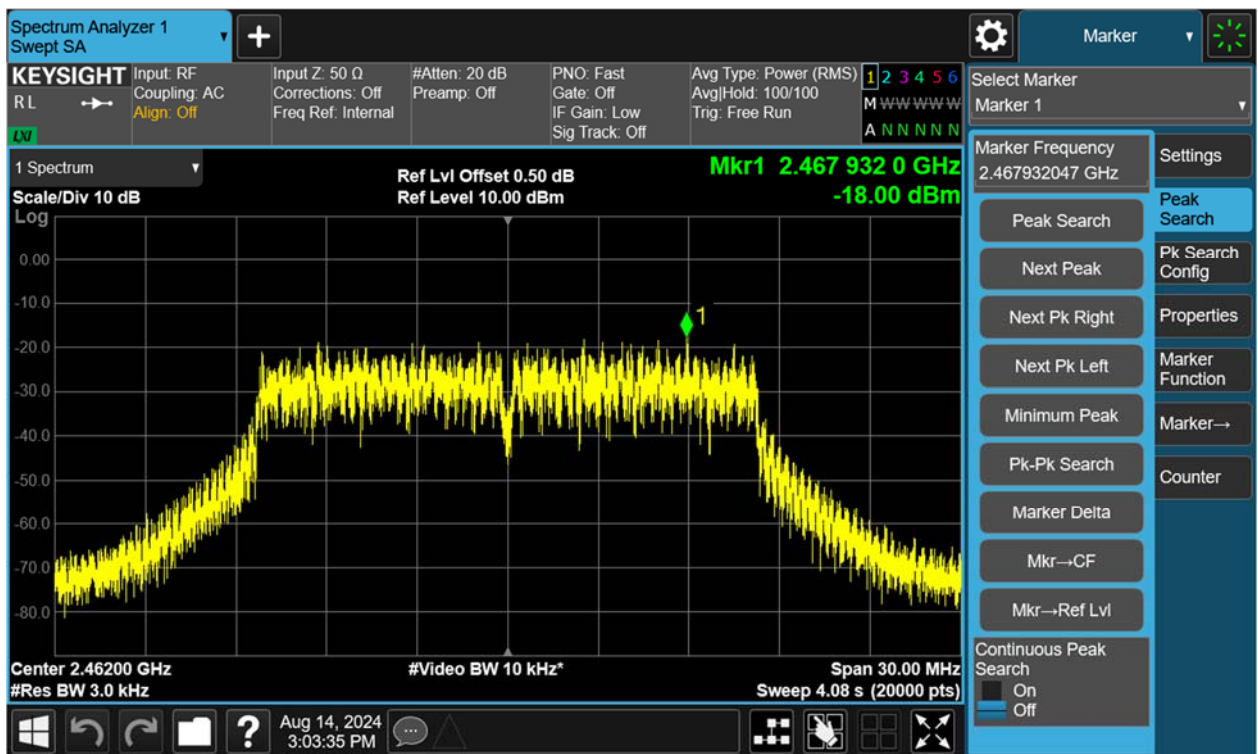 Spectrum Analyzer 1
Swept SA
+
Marker
KEYSIGHT
R L
LXI
Input: RF
Coupling: AC
Align: Off
Input Z: 50 Ω
Corrections: Off
Freq Ref: Internal
#Atten: 20 dB
Preamp: Off
PNO: Fast
Gate: Off
IF Gain: Low
Sig Track: Off
Avg Type: Power (RMS)
Avg|Hold: 100/100
Trig: Free Run
1 2 3 4 5 6
M W W W W W
A N N N N N
Select Marker
Marker 1
1 Spectrum
Scale/Div 10 dB
Ref Lvl Offset 0.50 dB
Ref Level 10.00 dBm
Mkr1 2.467 932 0 GHz
-18.00 dBm
Log
0.00
-10.0
-20.0
-30.0
-40.0
-50.0
-60.0
-70.0
-80.0
1
Center 2.46200 GHz
#Res BW 3.0 kHz
#Video BW 10 kHz*
Span 30.00 MHz
Sweep 4.08 s (20000 pts)
Marker Frequency
2.467932047 GHz
Peak Search
Next Peak
Next Pk Right
Next Pk Left
Minimum Peak
Pk-Pk Search
Marker Delta
Mkr→CF
Mkr→Ref Lvl
Continuous Peak
Search
On
Off
Settings
Peak
Search
Pk Search
Config
Properties
Marker
Function
Marker→
Counter
?
Aug 14, 2024
3:03:35 PM